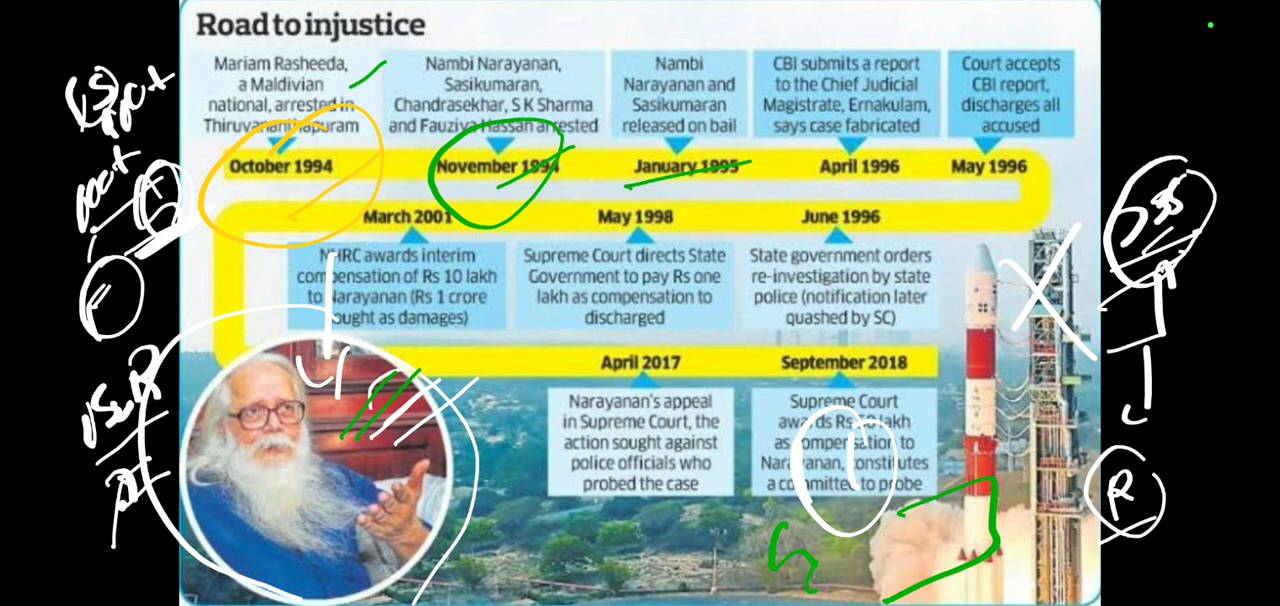 Road to injustice
Mariam Rasheeda,
a Maldivian
national, arrested in
Thiruvananthapuram
October 1994
Nambi Narayan,
Sasikumaran,
Chandrasekhar, S K Sharma
and Fauziya Hassan arrested
November 1994
Nambi
Narayan and
Sasikumaran
released on bail
January 1995
CBI submits a report
to the Chief Judicial
Magistrate, Ernakulam,
says case fabricated
April 1996
Court accepts
CBI report,
discharges all
accused
May 1996
March 2001
NHRC awards interim
compensation of Rs 10 lakh
to Narayanan (Rs 1 crore
sought as damages)
May 1998
Supreme Court directs State
Government to pay Rs one
lakh as compensation to
discharged
June 1996
State government orders
re-investigation by state
police (notification later
quashed by SC)
April 2017
Narayanan's appeal
in Supreme Court, the
action sought against
police officials who
probed the case
September 2018
Supreme Court
awards Rs 50 lakh
as compensation to
Narayanan, constitutes
a committee to probe
R